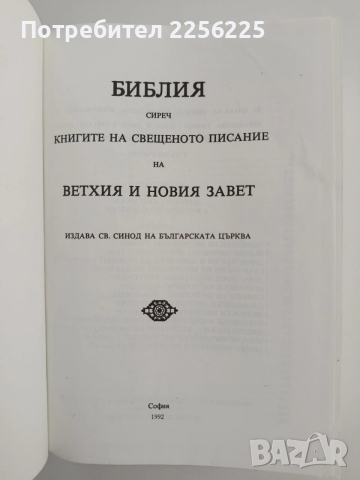 Потребител 2256225
БИБЛИЯ
СИРЕЧ
КНИГИТЕ НА СВЕЩЕНОТО ПИСАНИЕ
НА
ВЕТХИЯ И НОВИЯ ЗАВЕТ
ИЗДАВА СВ. СИНОД НА БЪЛГАРСКАТА ЦЪРКВА
София
1992
BAZAR